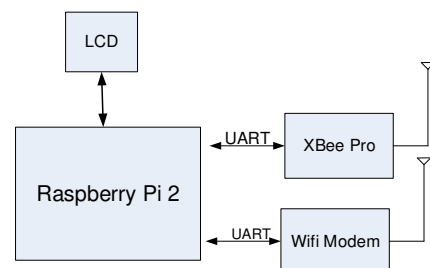 LCD
UART
XBee Pro
Raspberry Pi 2
UART
Wifi Modem